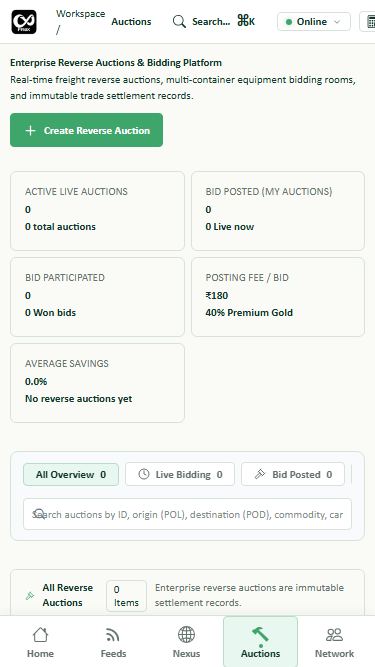 Workspace / Auctions Search... ⌘K Online
FNEX
Enterprise Reverse Auctions & Bidding Platform
Real-time freight reverse auctions, multi-container equipment bidding rooms,
and immutable trade settlement records.
+ Create Reverse Auction
ACTIVE LIVE AUCTIONS
0
0 total auctions
BID POSTED (MY AUCTIONS)
0
0 Live now
BID PARTICIPATED
0
0 Won bids
POSTING FEE / BID
₹180
40% Premium Gold
AVERAGE SAVINGS
0.0%
No reverse auctions yet
All Overview 0 Live Bidding 0 Bid Posted 0
Search auctions by ID, origin (POL), destination (POD), commodity, car
All Reverse
Auctions
0
Items
Enterprise reverse auctions are immutable
settlement records.
Home Feeds Nexus Auctions Network